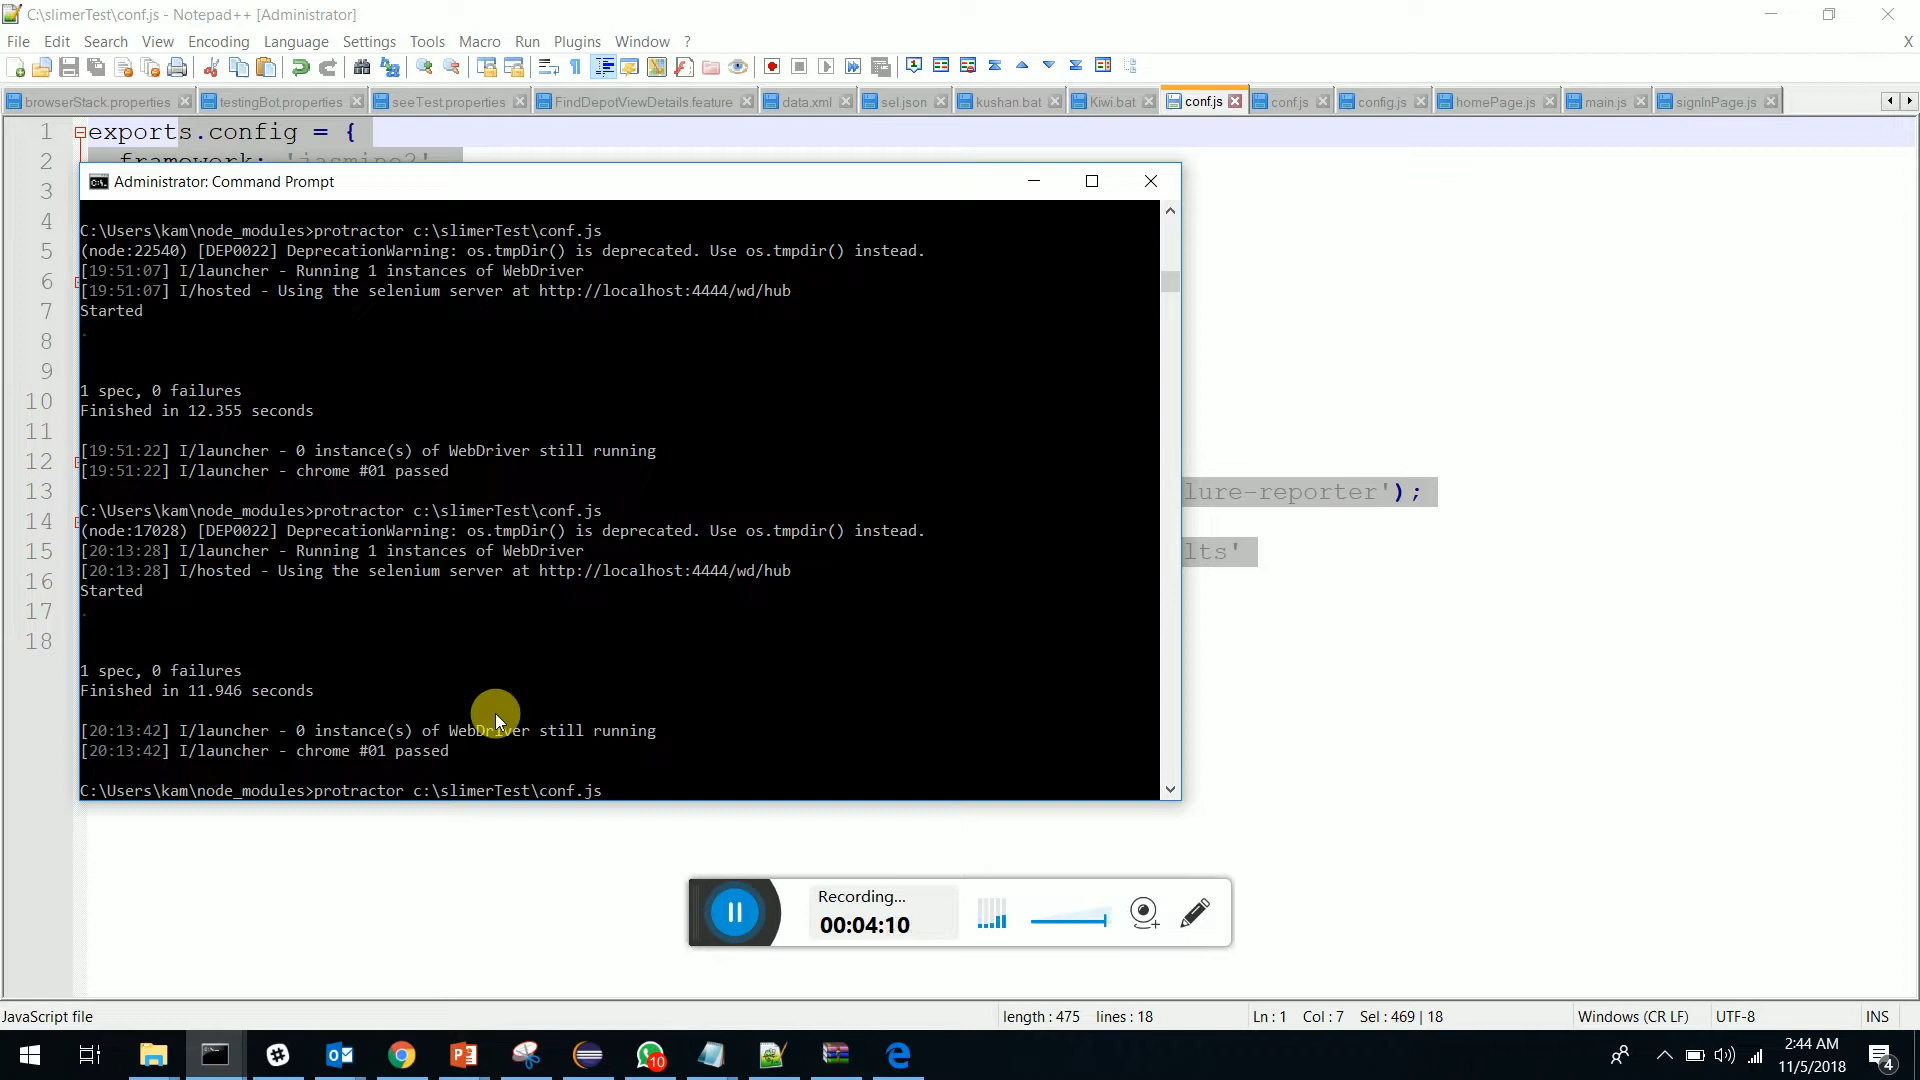 C:\slimerTest\conf.js - Notepad++ [Administrator]
File Edit Search View Encoding Language Settings Tools Macro Run Plugins Window ? X
browserStack.properties testingBot.properties seeTest.properties FindDepotViewDetails.feature data.xml sel.json kushan.bat Kiwi.bat conf.js conf.js config.js homePage.js main.js signInPage.js
1 exports.config = {
2 framework: 'jasmine2',
3
4
5
6
7
8
9
10
11
12
13 lure-reporter');
14
15 lts'
16
17
18
Administrator: Command Prompt
C:\Users\kam\node_modules>protractor c:\slimerTest\conf.js
(node:22540) [DEP0022] DeprecationWarning: os.tmpDir() is deprecated. Use os.tmpdir() instead.
[19:51:07] I/launcher - Running 1 instances of WebDriver
[19:51:07] I/hosted - Using the selenium server at http://localhost:4444/wd/hub
Started
.
1 spec, 0 failures
Finished in 12.355 seconds
[19:51:22] I/launcher - 0 instance(s) of WebDriver still running
[19:51:22] I/launcher - chrome #01 passed
C:\Users\kam\node_modules>protractor c:\slimerTest\conf.js
(node:17028) [DEP0022] DeprecationWarning: os.tmpDir() is deprecated. Use os.tmpdir() instead.
[20:13:28] I/launcher - Running 1 instances of WebDriver
[20:13:28] I/hosted - Using the selenium server at http://localhost:4444/wd/hub
Started
.
1 spec, 0 failures
Finished in 11.946 seconds
[20:13:42] I/launcher - 0 instance(s) of WebDriver still running
[20:13:42] I/launcher - chrome #01 passed
C:\Users\kam\node_modules>protractor c:\slimerTest\conf.js
Recording...
00:04:10
JavaScript file length : 475 lines : 18 Ln : 1 Col : 7 Sel : 469 | 18 Windows (CR LF) UTF-8 INS
10
2:44 AM
11/5/2018
4